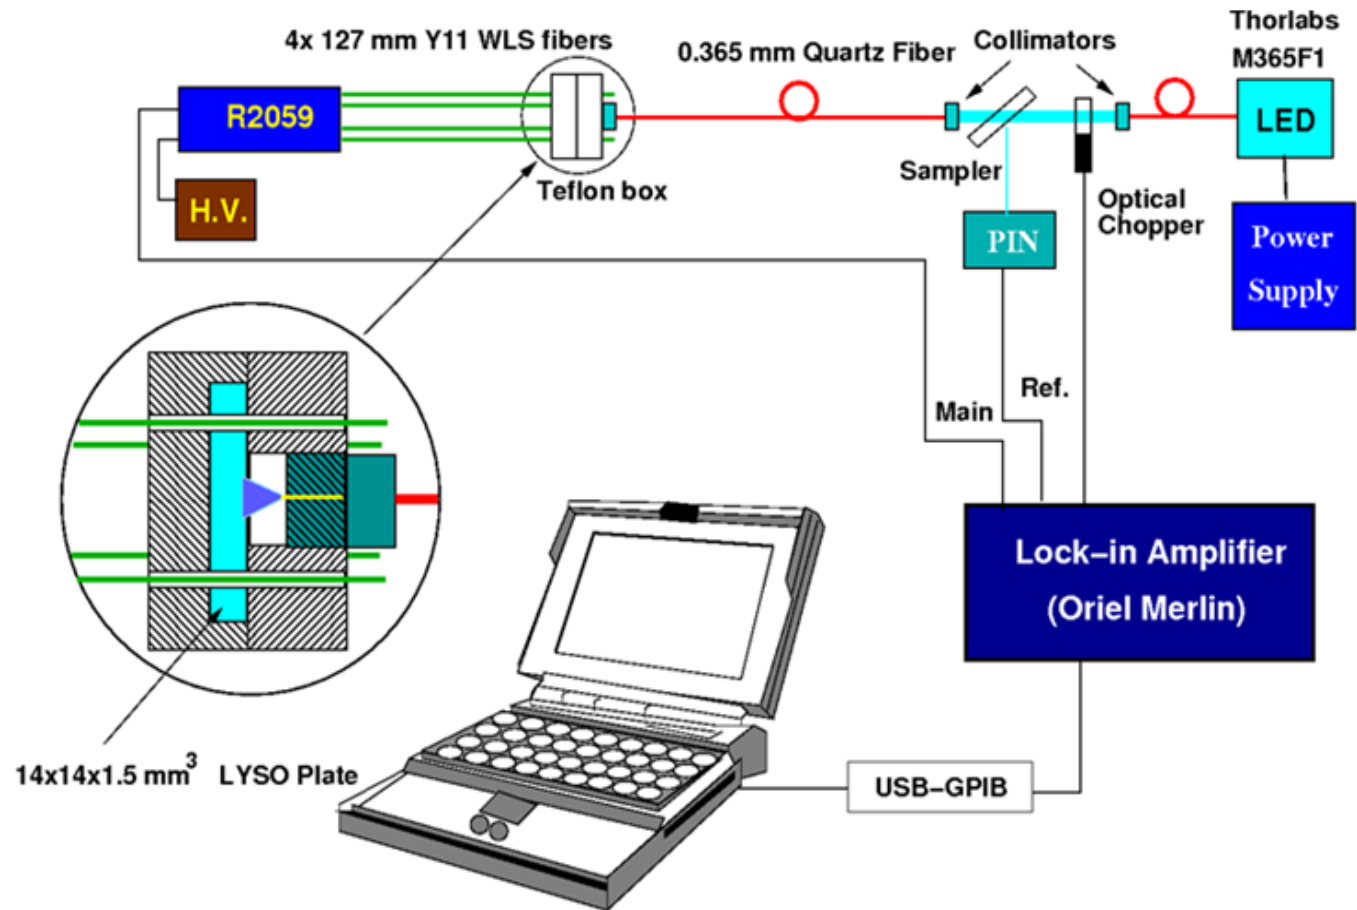 4x 127 mm Y11 WLS fibers
0.365 mm Quartz Fiber
Collimators
Thorlabs
M365F1
R2059
LED
H.V.
Teflon box
Sampler
Optical
Chopper
PIN
Power
Supply
Ref.
Main
Lock-in Amplifier
(Oriel Merlin)
14x14x1.5 mm³ LYSO Plate
USB-GPIB